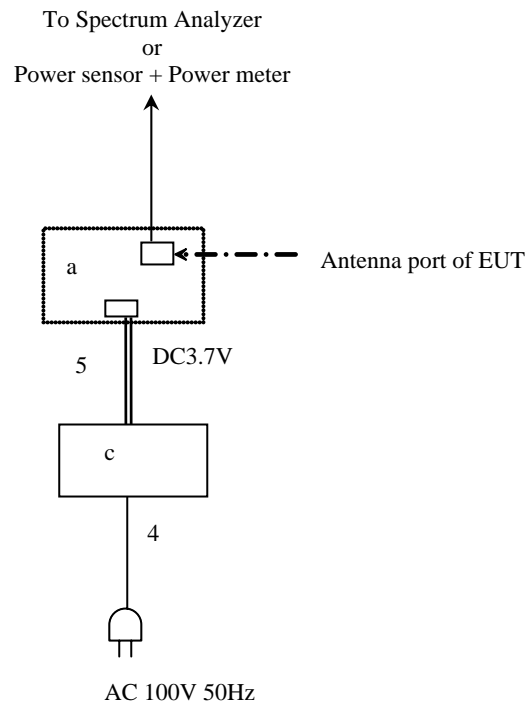 To Spectrum Analyzer
or
Power sensor + Power meter
a
Antenna port of EUT
5
DC3.7V
c
4
AC 100V 50Hz